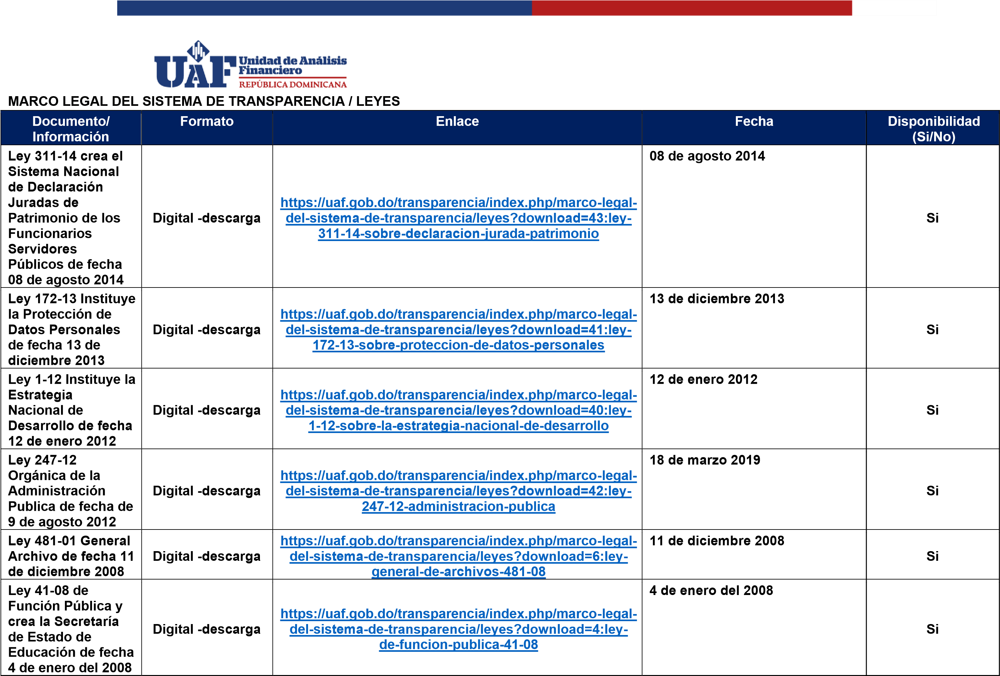 UAF Unidad de Análisis
Financiero
REPÚBLICA DOMINICANA
MARCO LEGAL DEL SISTEMA DE TRANSPARENCIA / LEYES
Documento/
Información
Formato
Enlace
Fecha
Disponibilidad
(Si/No)
Ley 311-14 crea el
Sistema Nacional
de Declaración
Juradas de
Patrimonio de los
Funcionarios
Servidores
Públicos de fecha
08 de agosto 2014
Digital -descarga
https://uaf.gob.do/transparencia/index.php/marco-legal-
del-sistema-de-transparencia/leyes?download=43:ley-
311-14-sobre-declaracion-jurada-patrimonio
08 de agosto 2014
Si
Ley 172-13 Instituye
la Protección de
Datos Personales
de fecha 13 de
diciembre 2013
Digital -descarga
https://uaf.gob.do/transparencia/index.php/marco-legal-
del-sistema-de-transparencia/leyes?download=41:ley-
172-13-sobre-proteccion-de-datos-personales
13 de diciembre 2013
Si
Ley 1-12 Instituye la
Estrategia
Nacional de
Desarrollo de fecha
12 de enero 2012
Digital -descarga
https://uaf.gob.do/transparencia/index.php/marco-legal-
del-sistema-de-transparencia/leyes?download=40:ley-
1-12-sobre-la-estrategia-nacional-de-desarrollo
12 de enero 2012
Si
Ley 247-12
Orgánica de la
Administración
Publica de fecha de
9 de agosto 2012
Digital -descarga
https://uaf.gob.do/transparencia/index.php/marco-legal-
del-sistema-de-transparencia/leyes?download=42:ley-
247-12-administracion-publica
18 de marzo 2019
Si
Ley 481-01 General
Archivo de fecha 11
de diciembre 2008
Digital -descarga
https://uaf.gob.do/transparencia/index.php/marco-legal-
del-sistema-de-transparencia/leyes?download=6:ley-
general-de-archivos-481-08
11 de diciembre 2008
Si
Ley 41-08 de
Función Pública y
crea la Secretaría
de Estado de
Educación de fecha
4 de enero del 2008
Digital -descarga
https://uaf.gob.do/transparencia/index.php/marco-legal-
del-sistema-de-transparencia/leyes?download=4:ley-
de-funcion-publica-41-08
4 de enero del 2008
Si